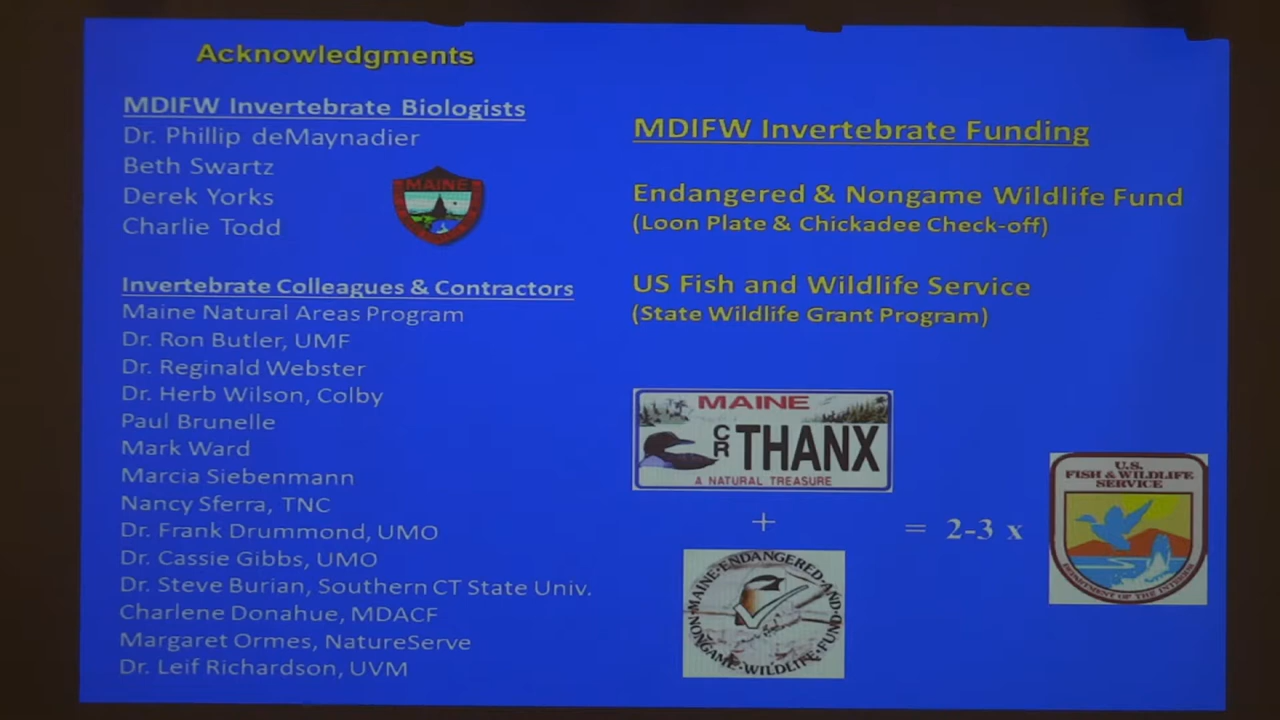 Acknowledgments
MDIFW Invertebrate Biologists
Dr. Phillip deMaynadier
Beth Swartz
Derek Yorks
Charlie Todd
MAINE
Invertebrate Colleagues & Contractors
Maine Natural Areas Program
Dr. Ron Butler, UMF
Dr. Reginald Webster
Dr. Herb Wilson, Colby
Paul Brunelle
Mark Ward
Marcia Siebenmann
Nancy Sferra, TNC
Dr. Frank Drummond, UMO
Dr. Cassie Gibbs, UMO
Dr. Steve Burian, Southern CT State Univ.
Charlene Donahue, MDACF
Margaret Ormes, NatureServe
Dr. Leif Richardson, UVM
MDIFW Invertebrate Funding
Endangered & Nongame Wildlife Fund
(Loon Plate & Chickadee Check-off)
US Fish and Wildlife Service
(State Wildlife Grant Program)
MAINE
CR THANX
A NATURAL TREASURE
+
MAINE·ENDANGERED·AND
NONGAME·WILDLIFE·FUND
= 2-3 x
U.S.
FISH & WILDLIFE
SERVICE
DEPARTMENT OF THE INTERIOR